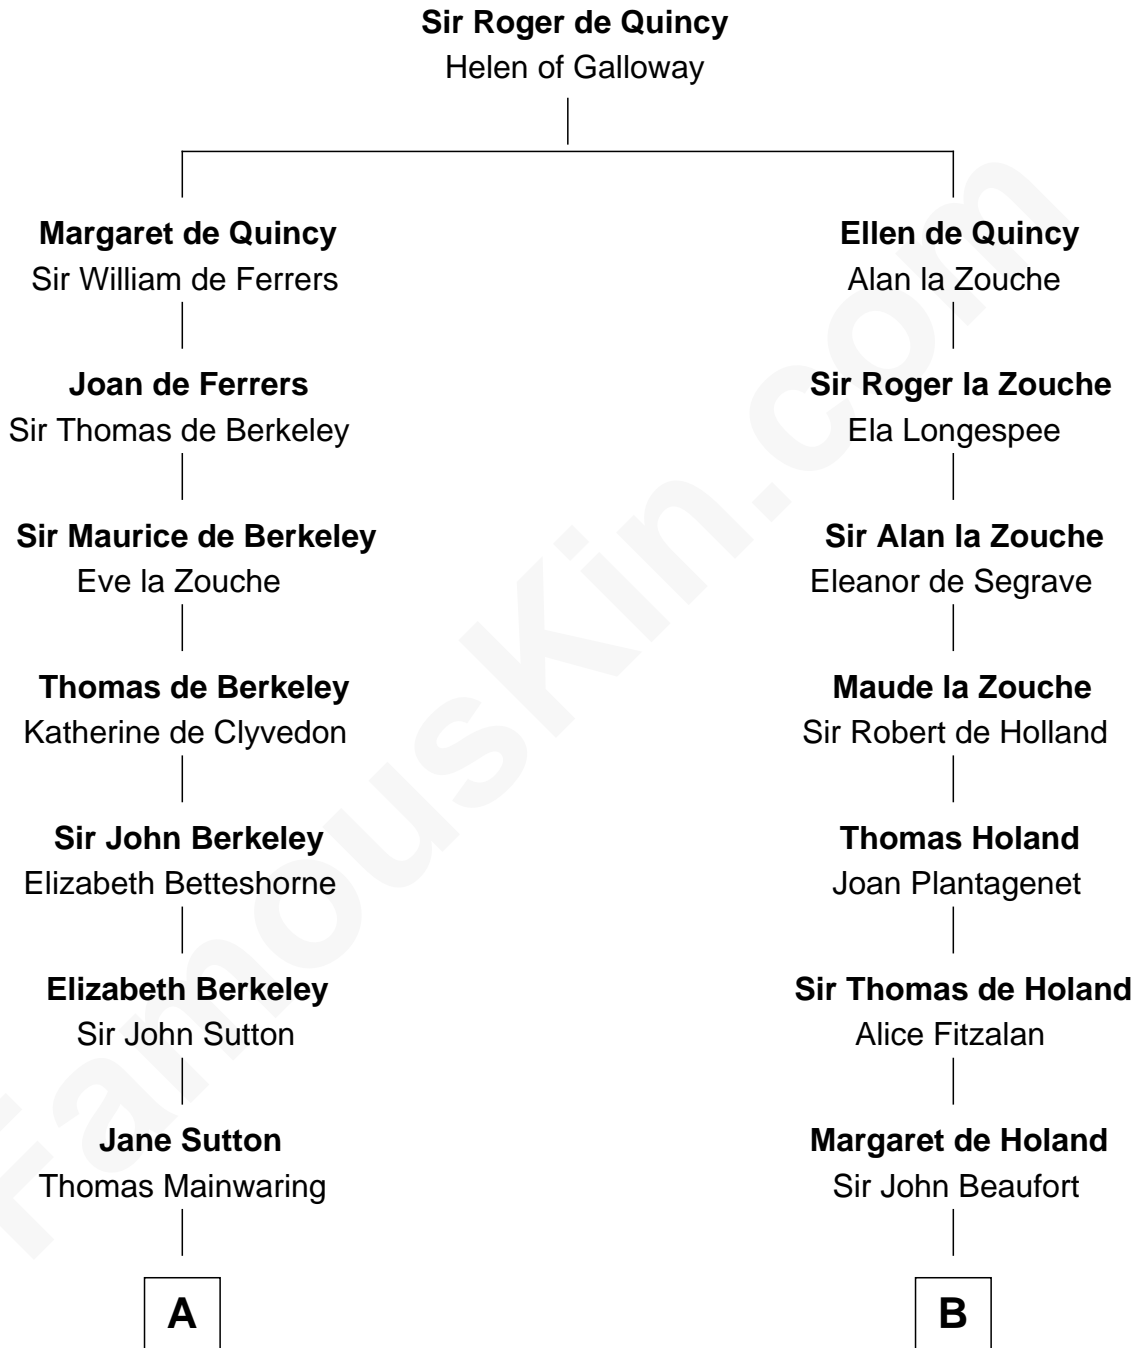 Sir Roger de Quincy
Helen of Galloway
Margaret de Quincy
Sir William de Ferrers
Ellen de Quincy
Alan la Zouche
Joan de Ferrers
Sir Thomas de Berkeley
Sir Roger la Zouche
Ela Longespee
Sir Maurice de Berkeley
Eve la Zouche
Sir Alan la Zouche
Eleanor de Segrave
Thomas de Berkeley
Katherine de Clyvedon
Maude la Zouche
Sir Robert de Holland
Sir John Berkeley
Elizabeth Betteshorne
Thomas Holand
Joan Plantagenet
Elizabeth Berkeley
Sir John Sutton
Sir Thomas de Holand
Alice Fitzalan
Jane Sutton
Thomas Mainwaring
Margaret de Holand
Sir John Beaufort
A
B
FamousKin.com